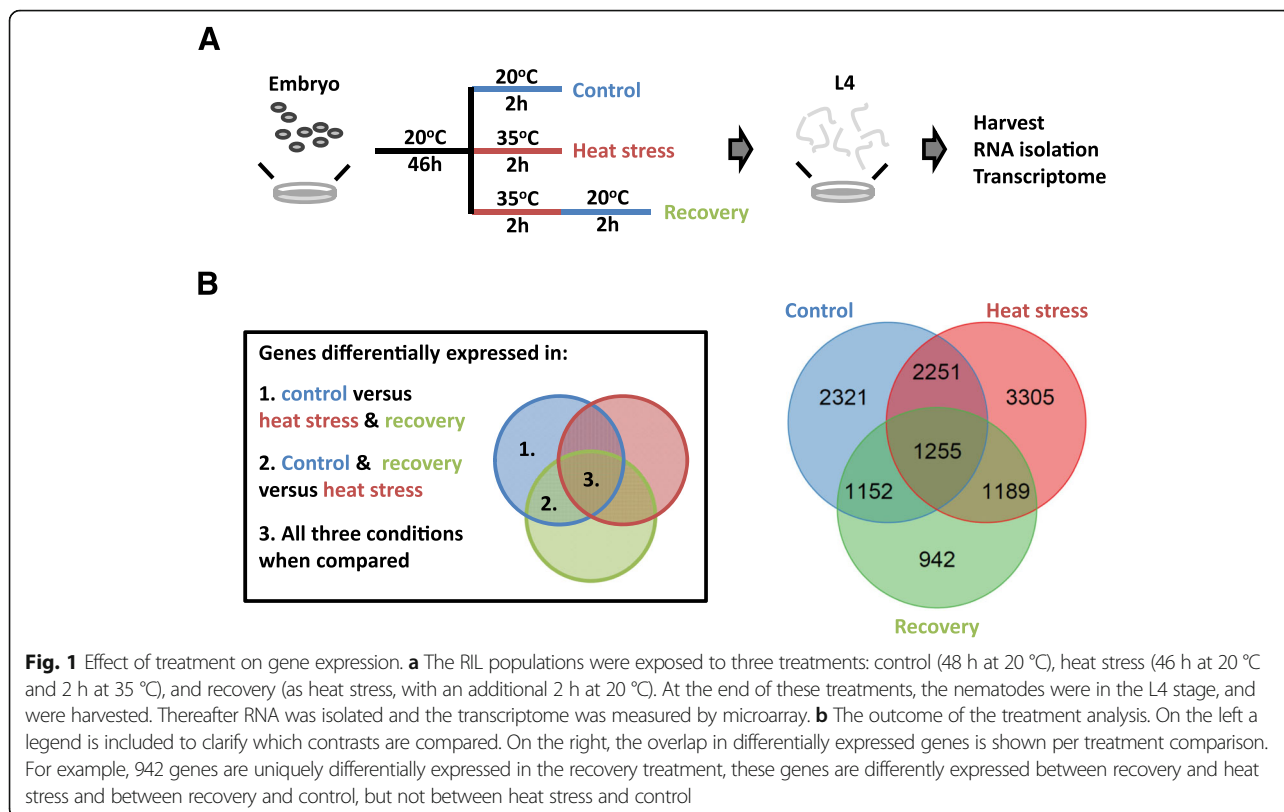 A
Embryo
20°C
46h
20°C
2h
Control
35°C
2h
Heat stress
35°C
2h
20°C
2h
Recovery
L4
Harvest
RNA isolation
Transcriptome
B
Genes differentially expressed in:
1. control versus
heat stress & recovery
2. Control & recovery
versus heat stress
3. All three conditions
when compared
1.
2.
3.
Control
Heat stress
2251
2321
3305
1255
1152
1189
942
Recovery
Fig. 1 Effect of treatment on gene expression. a The RIL populations were exposed to three treatments: control (48 h at 20 °C), heat stress (46 h at 20 °C
and 2 h at 35 °C), and recovery (as heat stress, with an additional 2 h at 20 °C). At the end of these treatments, the nematodes were in the L4 stage, and
were harvested. Thereafter RNA was isolated and the transcriptome was measured by microarray. b The outcome of the treatment analysis. On the left a
legend is included to clarify which contrasts are compared. On the right, the overlap in differentially expressed genes is shown per treatment comparison.
For example, 942 genes are uniquely differentially expressed in the recovery treatment, these genes are differently expressed between recovery and heat
stress and between recovery and control, but not between heat stress and control